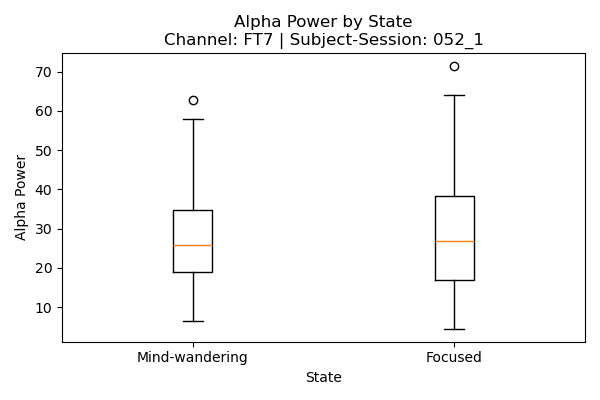 Alpha Power by State
Channel: FT7 | Subject-Session: 052_1
Alpha Power
70
60
50
40
30
20
10
Mind-wandering
Focused
State